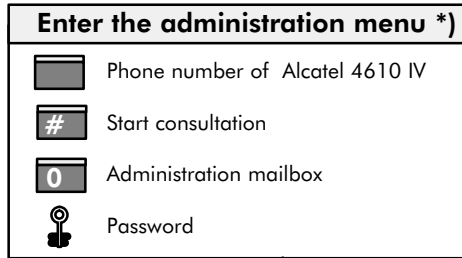 Enter the administration menu *)
Phone number of Alcatel 4610 IV
# Start consultation
0 Administration mailbox
Password